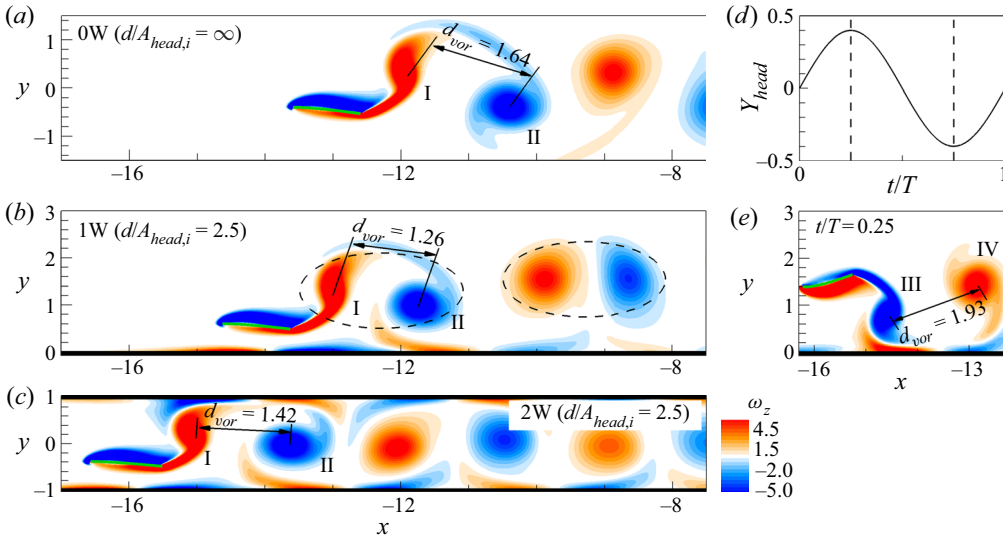 (a)
0W (d/A_head,i = ∞)
d_vor = 1.64
I
II
y
1
0
−1
−16
−12
−8
(b)
1W (d/A_head,i = 2.5)
d_vor = 1.26
I
II
y
3
2
1
0
−16
−12
−8
(c)
d_vor = 1.42
2W (d/A_head,i = 2.5)
I
II
y
1
0
−1
−16
−12
−8
x
(d)
Y_head
0.5
0
−0.5
0
1
t/T
(e)
t/T = 0.25
III
IV
d_vor = 1.93
y
3
2
1
0
−16
−13
x
ω_z
4.5
1.5
−2.0
−5.0